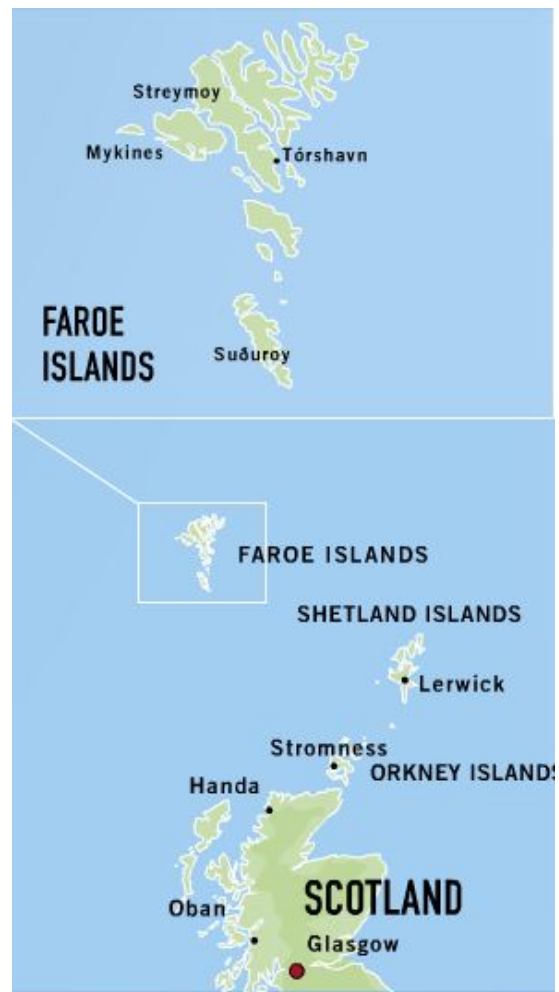 Streymoy
Mykines
Tórshavn
FAROE
ISLANDS
Suðuroy
FAROE ISLANDS
SHETLAND ISLANDS
Lerwick
Stromness
ORKNEY ISLANDS
Handa
Oban
SCOTLAND
Glasgow